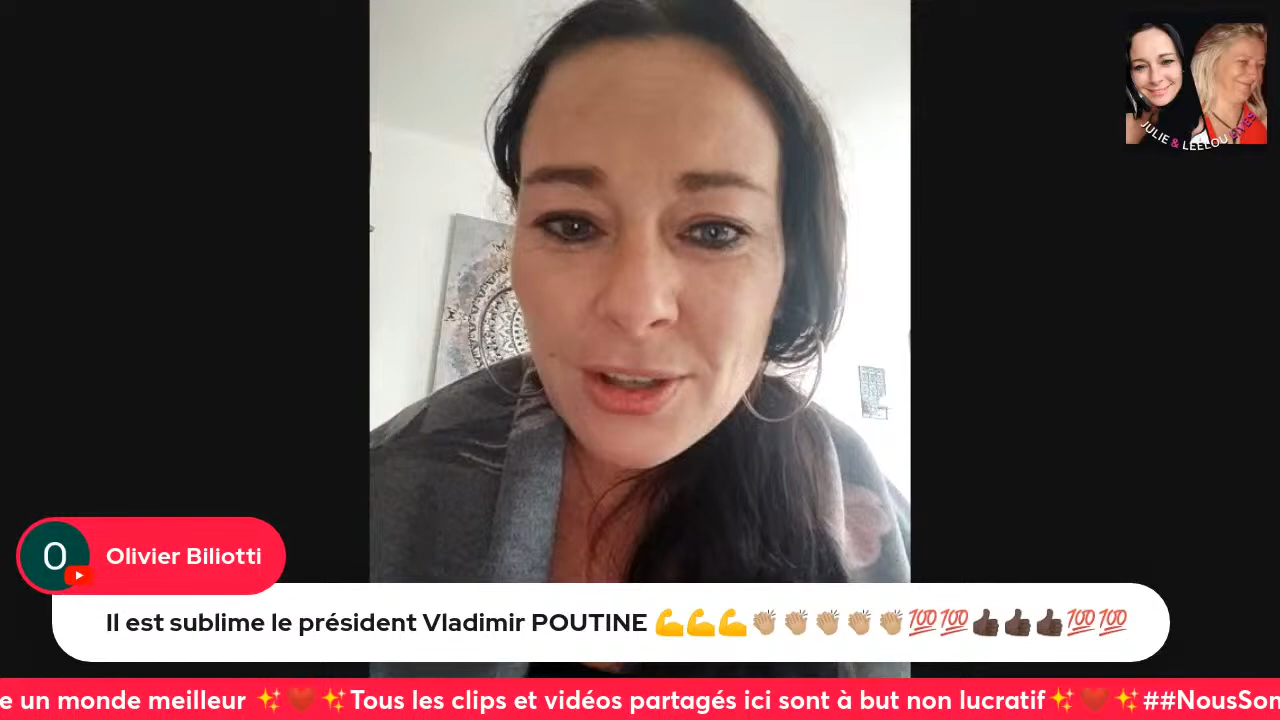 JULIE & LEELOU LIVES
O
Olivier Biliotti
Il est sublime le président Vladimir POUTINE 💪💪💪👏🏼👏🏼👏🏼👏🏼👏🏼💯💯👍🏿👍🏿👍🏿💯💯
e un monde meilleur ✨❤️✨Tous les clips et vidéos partagés ici sont à but non lucratif✨❤️✨##NousSon